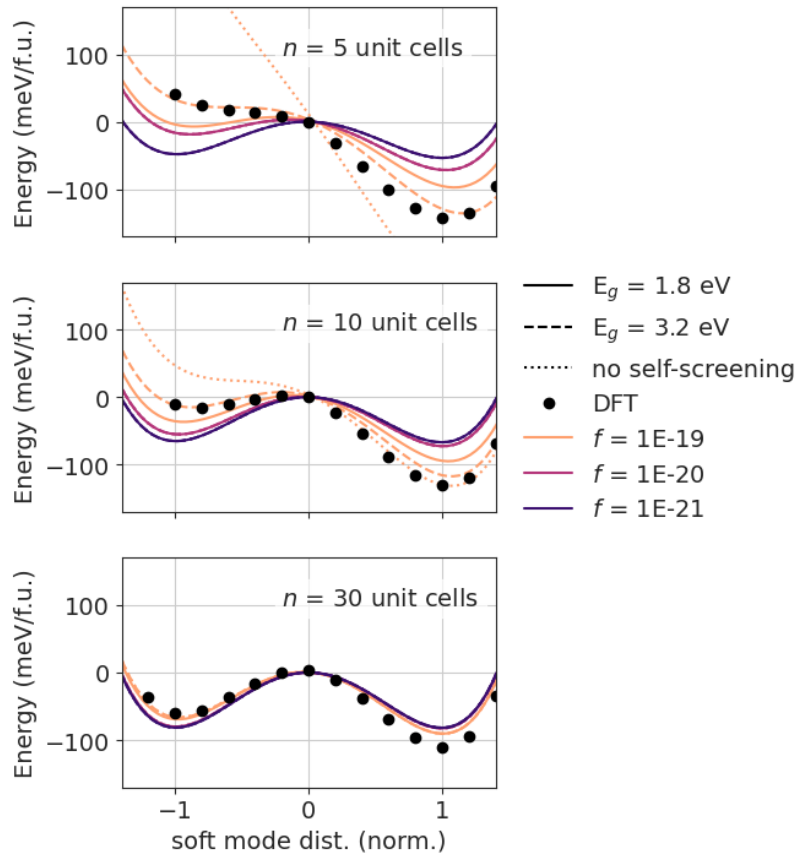 n = 5 unit cells
Energy (meV/f.u.)
100
0
−100
n = 10 unit cells
Energy (meV/f.u.)
100
0
−100
E_g = 1.8 eV
E_g = 3.2 eV
no self-screening
DFT
f = 1E-19
f = 1E-20
f = 1E-21
n = 30 unit cells
Energy (meV/f.u.)
100
0
−100
−1 0 1
soft mode dist. (norm.)